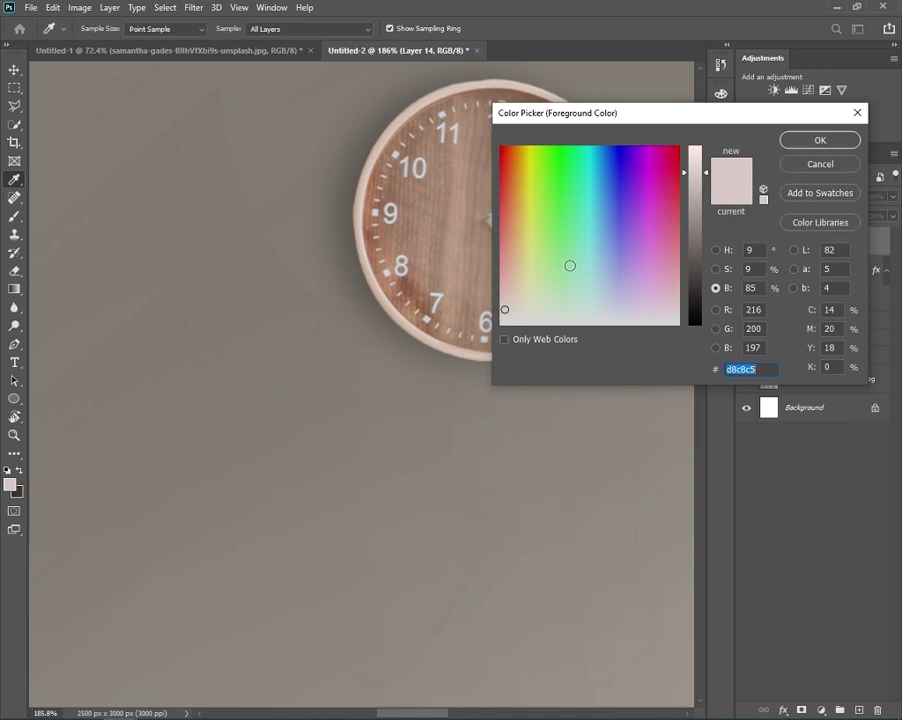 Ps File Edit Image Layer Type Select Filter 3D View Window Help
Sample Size: Point Sample Sample: All Layers Show Sampling Ring
Untitled-1 @ 72.4% (samantha-gades-BlIhVfXbi9s-unsplash.jpg, RGB/8) * × Untitled-2 @ 186% (Layer 14, RGB/8) * ×
Adjustments
Add an adjustment
Color Picker (Foreground Color)
new
current
OK
Cancel
Add to Swatches
Color Libraries
H: 9 ° L: 82
S: 9 % a: 5
B: 85 % b: 4
R: 216 C: 14 %
G: 200 M: 20 %
B: 197 Y: 18 %
# d8c8c5 K: 0 %
Only Web Colors
11
10
9
8
7
6
fx
Background
185.8% 2500 px x 3000 px (3000 ppi)